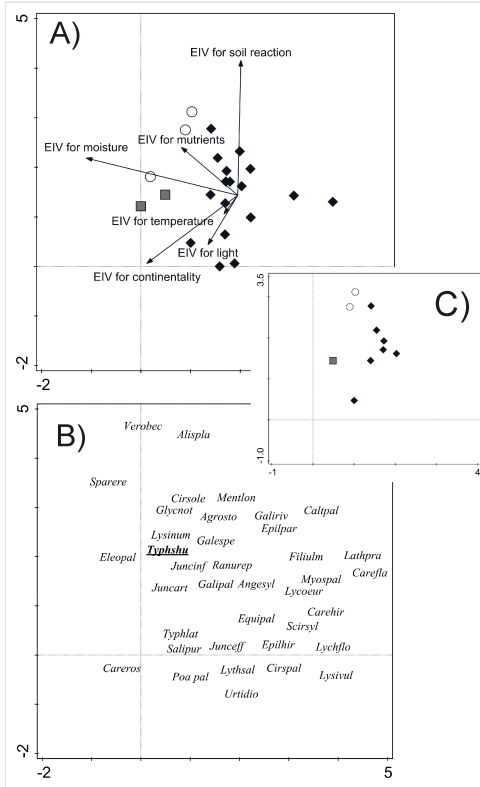 5
A)
EIV for soil reaction
EIV for mutrients
EIV for moisture
EIV for temperature
EIV for light
EIV for continentality
-2
-2
3.5
C)
-1.0
-1
4
5
B)
Verobec
Alispla
Sparere
Cirsole Mentlon
Glycnot Agrosto Galiriv Caltpal
Epilpar
Lysinum Galespe
Typhshu
Eleopal Juncinf Ranurep Filiulm Lathpra
Carefla
Juncart Galipal Angesyl Myospal
Lycoeur
Equipal Carehir
Scirsyl
Typhlat
Salipur Junceff Epilhir Lychflo
Careros Poa pal Lythsal Cirspal Lysivul
Urtidio
-2
-2
5